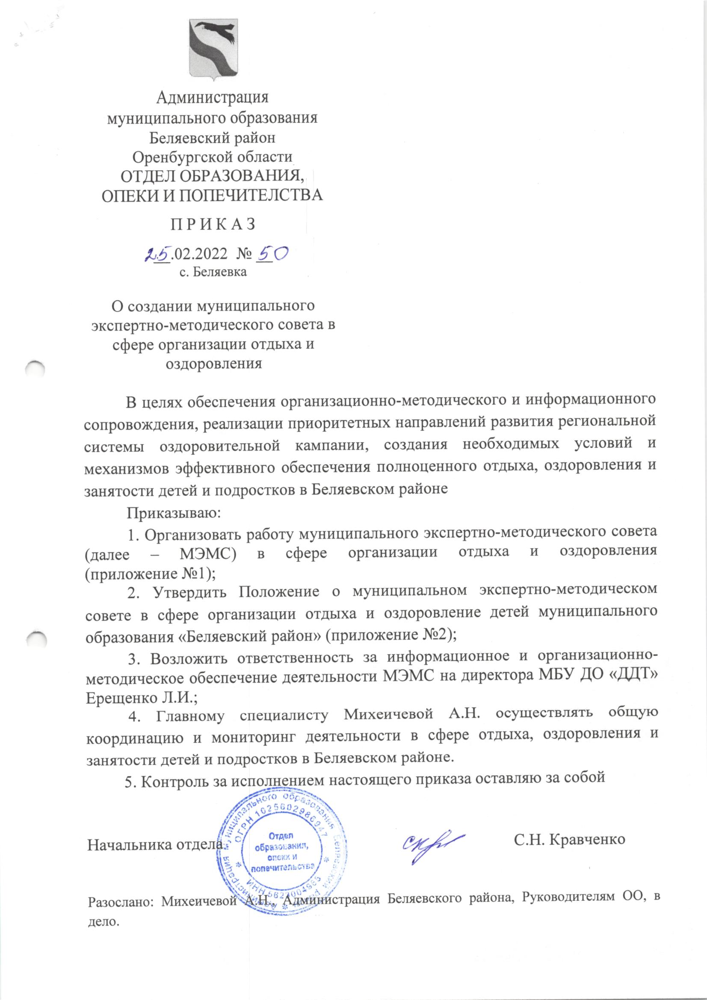 Администрация
муниципального образования
Беляевский район
Оренбургской области
ОТДЕЛ ОБРАЗОВАНИЯ,
ОПЕКИ И ПОПЕЧИТЕЛСТВА
П Р И К А З
25.02.2022 № 50
с. Беляевка
О создании муниципального
экспертно-методического совета в
сфере организации отдыха и
оздоровления
В целях обеспечения организационно-методического и информационного
сопровождения, реализации приоритетных направлений развития региональной
системы оздоровительной кампании, создания необходимых условий и
механизмов эффективного обеспечения полноценного отдыха, оздоровления и
занятости детей и подростков в Беляевском районе
Приказываю:
1. Организовать работу муниципального экспертно-методического совета
(далее – МЭМС) в сфере организации отдыха и оздоровления
(приложение №1);
2. Утвердить Положение о муниципальном экспертно-методическом
совете в сфере организации отдыха и оздоровление детей муниципального
образования «Беляевский район» (приложение №2);
3. Возложить ответственность за информационное и организационно-
методическое обеспечение деятельности МЭМС на директора МБУ ДО «ДДТ»
Ерещенко Л.И.;
4. Главному специалисту Михеичевой А.Н. осуществлять общую
координацию и мониторинг деятельности в сфере отдыха, оздоровления и
занятости детей и подростков в Беляевском районе.
5. Контроль за исполнением настоящего приказа оставляю за собой
Администрация муниципального образования Беляевский район
ОГРН 1025602986947
Отдел
образования,
опеки и
попечительства
ИНН 5623004965
Начальника отдела
С.Н. Кравченко
Разослано: Михеичевой А.Н., Администрация Беляевского района, Руководителям ОО, в
дело.